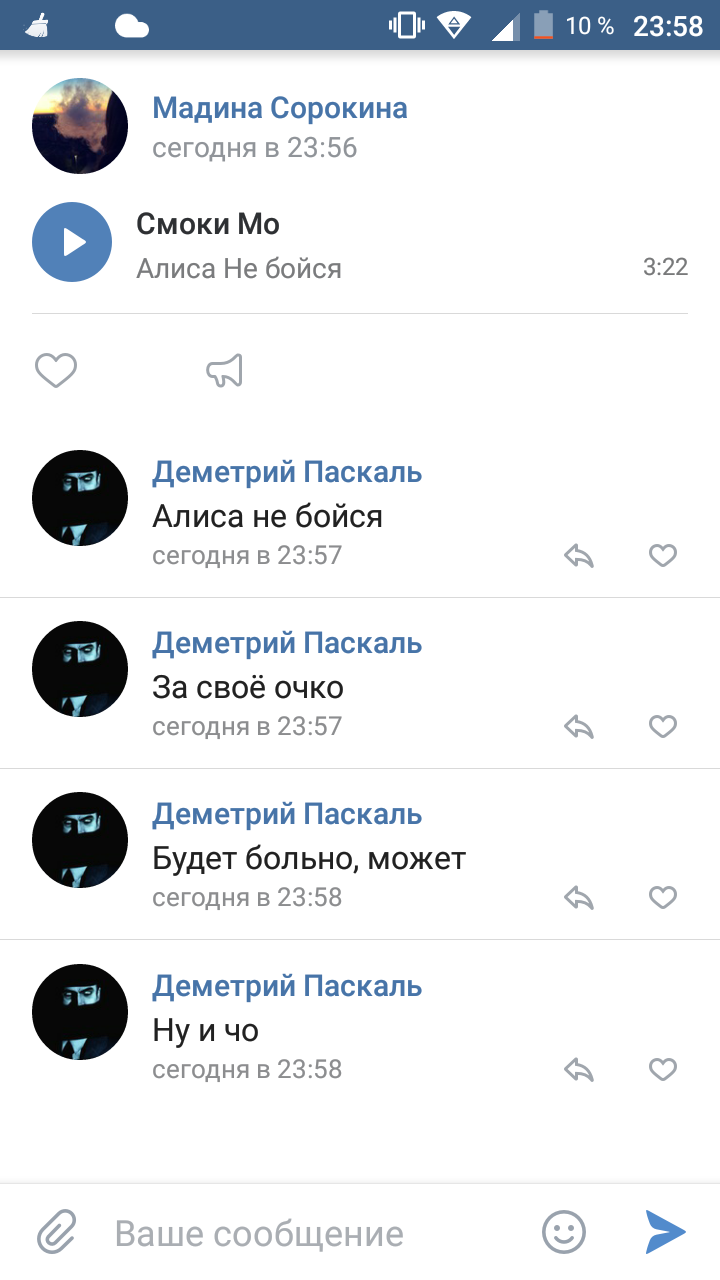 10 % 23:58
Мадина Сорокина
сегодня в 23:56
Смоки Мо
Алиса Не бойся 3:22
Деметрий Паскаль
Алиса не бойся
сегодня в 23:57
Деметрий Паскаль
За своё очко
сегодня в 23:57
Деметрий Паскаль
Будет больно, может
сегодня в 23:58
Деметрий Паскаль
Ну и чо
сегодня в 23:58
Ваше сообщение